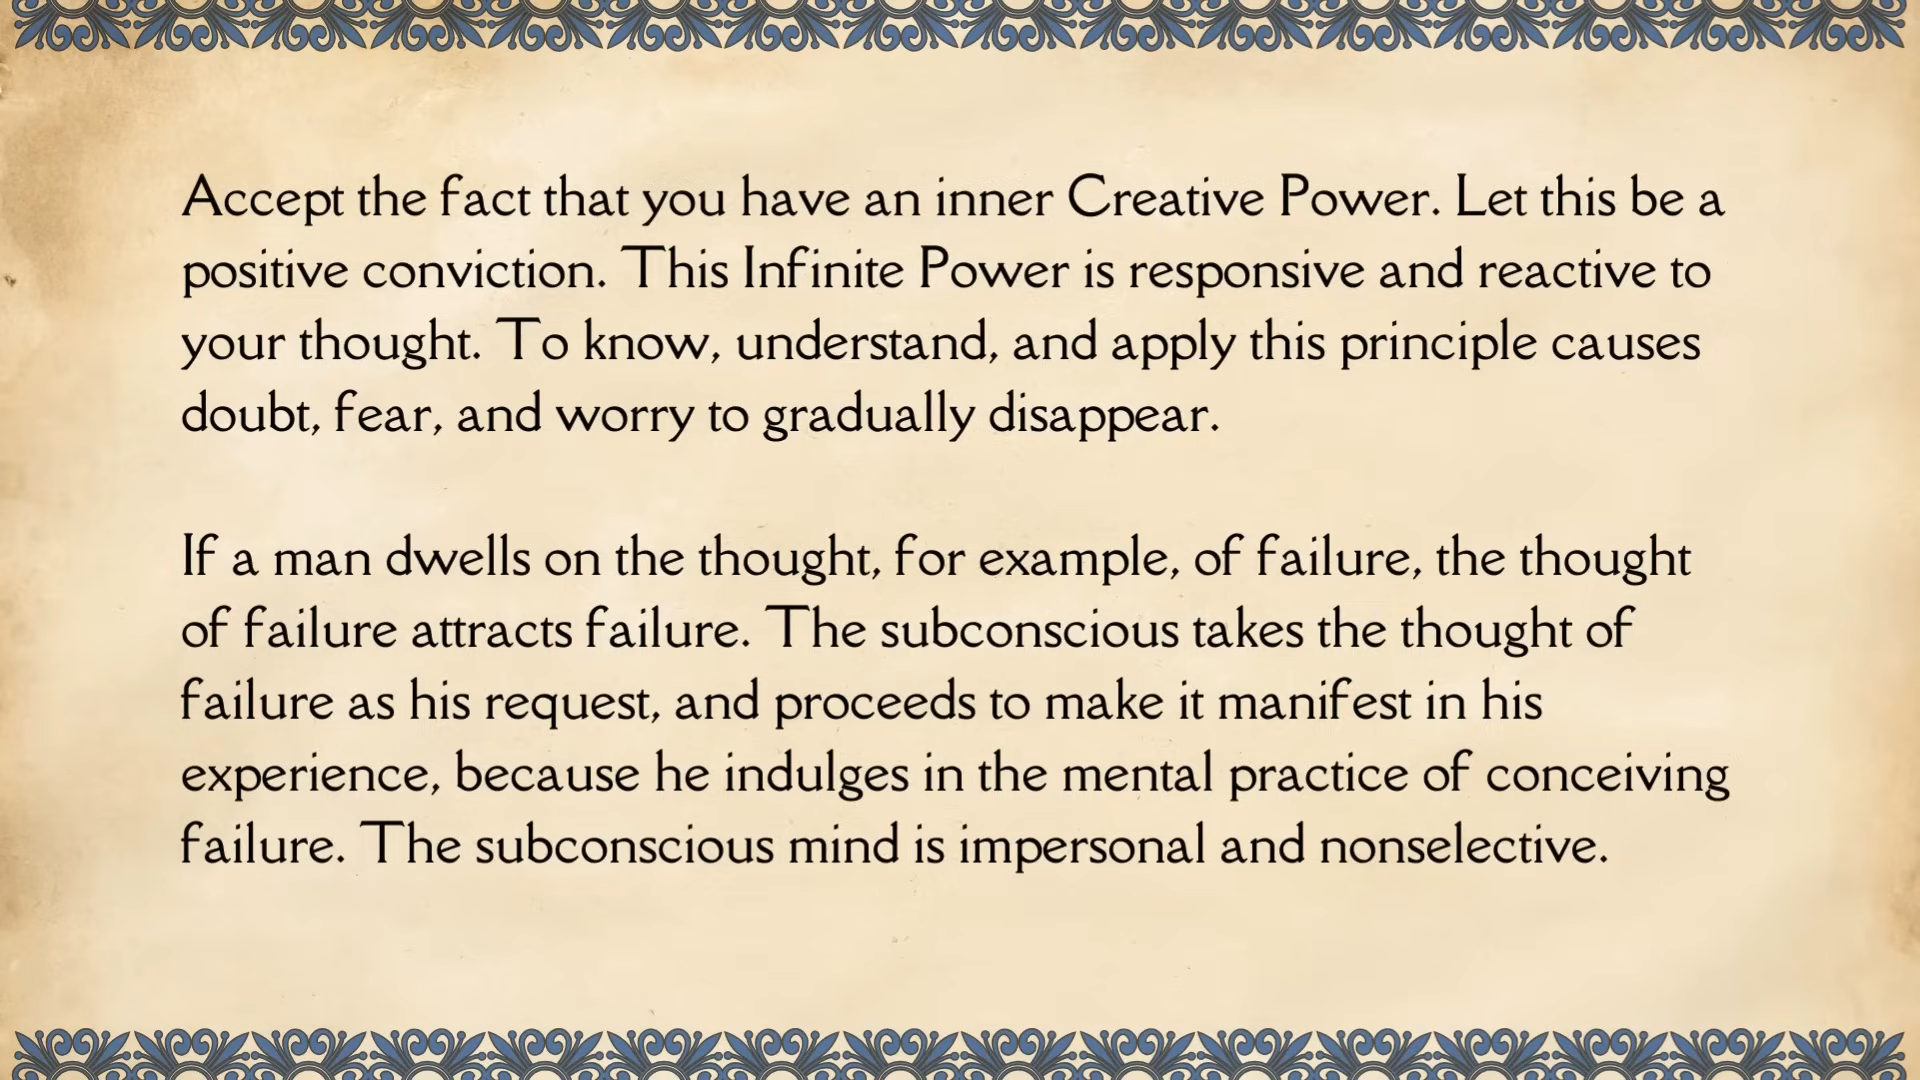 Accept the fact that you have an inner Creative Power. Let this be a
positive conviction. This Infinite Power is responsive and reactive to
your thought. To know, understand, and apply this principle causes
doubt, fear, and worry to gradually disappear.
If a man dwells on the thought, for example, of failure, the thought
of failure attracts failure. The subconscious takes the thought of
failure as his request, and proceeds to make it manifest in his
experience, because he indulges in the mental practice of conceiving
failure. The subconscious mind is impersonal and nonselective.